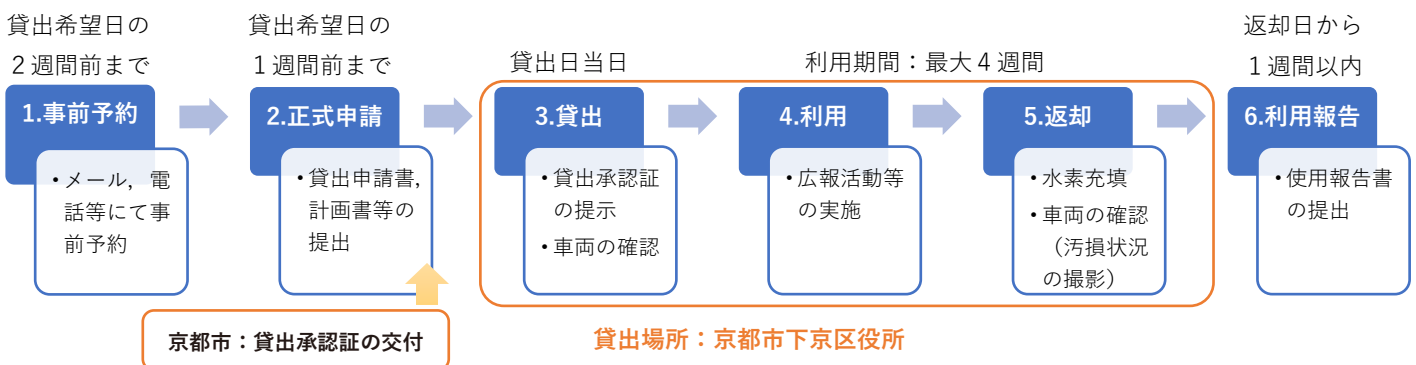 貸出希望日の
２週間前まで
1.事前予約
・メール，電
話等にて事
前予約
貸出希望日の
１週間前まで
2.正式申請
・貸出申請書,
計画書等の
提出
京都市：貸出承認証の交付
貸出日当日
3.貸出
・貸出承認証
の提示
・車両の確認
利用期間：最大４週間
4.利用
・広報活動等
の実施
5.返却
・水素充填
・車両の確認
（汚損状況
の撮影）
貸出場所：京都市下京区役所
返却日から
１週間以内
6.利用報告
・使用報告書
の提出